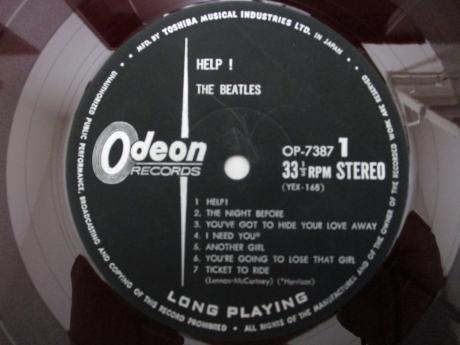 MFD. BY TOSHIBA MUSICAL INDUSTRIES LTD. IN JAPAN •
HELP !
THE BEATLES
Odeon
RECORDS
OP-7387 1
33⅓ RPM STEREO
(YEX-168)
1 HELP!
2. THE NIGHT BEFORE
3. YOU'VE GOT TO HIDE YOUR LOVE AWAY
4. I NEED YOU*
5. ANOTHER GIRL
6. YOU'RE GOING TO LOSE THAT GIRL
7 TICKET TO RIDE
(Lennon-McCartney) (*Harrison)
LONG PLAYING
UNAUTHORIZED PUBLIC PERFORMANCE, BROADCASTING AND COPYING OF THIS RECORD PROHIBITED • ALL RIGHTS OF THE MANUFACTURER AND OF THE OWNER OF THE RECORDED WORK ARE RESERVED